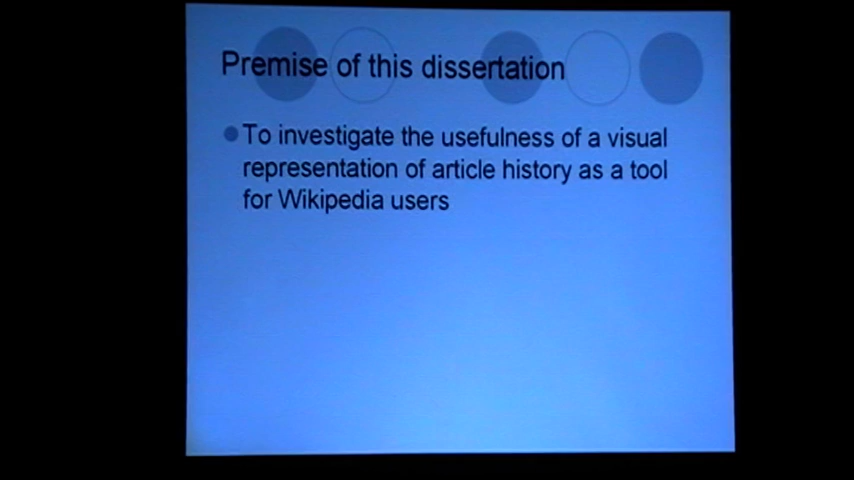 Premise of this dissertation
To investigate the usefulness of a visual
representation of article history as a tool
for Wikipedia users